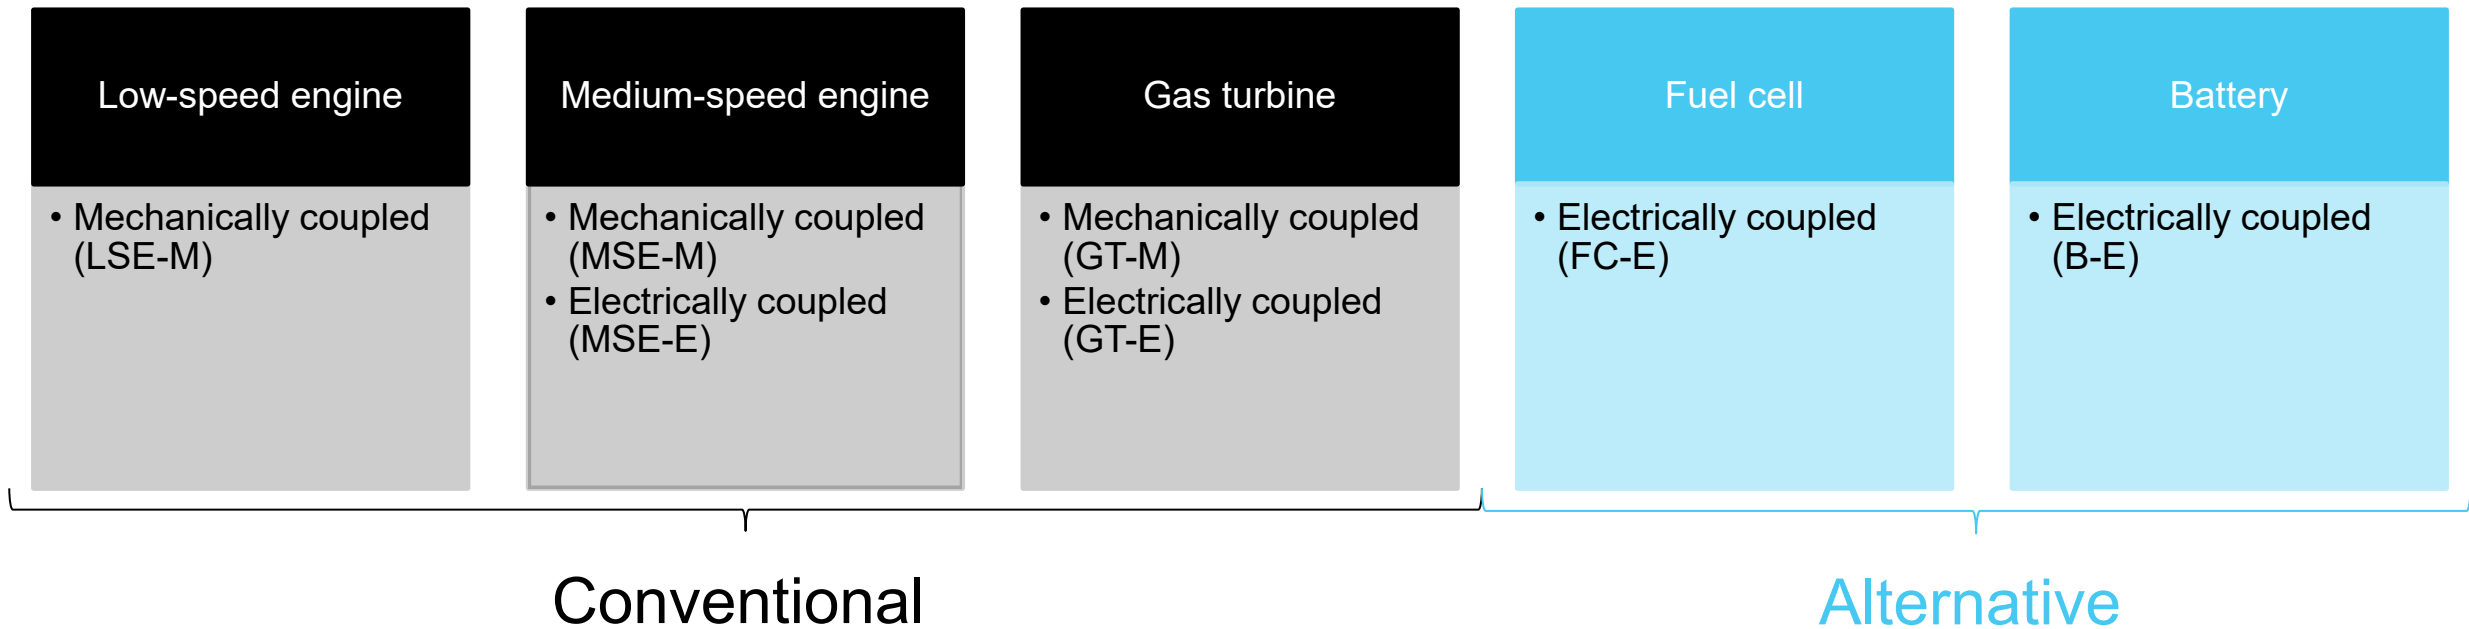 Low-speed engine
• Mechanically coupled
(LSE-M)
Medium-speed engine
• Mechanically coupled
(MSE-M)
• Electrically coupled
(MSE-E)
Gas turbine
• Mechanically coupled
(GT-M)
• Electrically coupled
(GT-E)
Fuel cell
• Electrically coupled
(FC-E)
Battery
• Electrically coupled
(B-E)
Conventional
Alternative